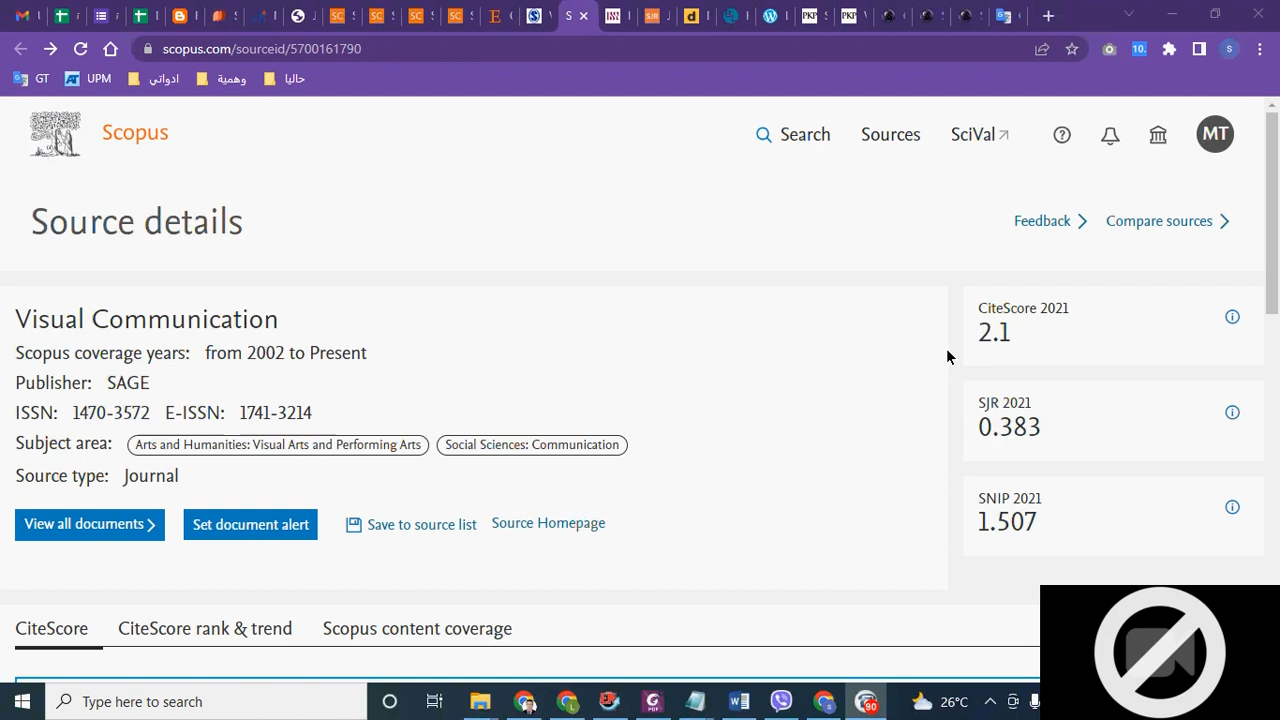 scopus.com/sourceid/5700161790
10.
S
GT
UPM
ادواتي
وهمية
حاليا
Scopus
Search
Sources
SciVal
MT
Source details
Feedback
Compare sources
Visual Communication
Scopus coverage years: from 2002 to Present
Publisher: SAGE
ISSN: 1470-3572 E-ISSN: 1741-3214
Subject area: Arts and Humanities: Visual Arts and Performing Arts Social Sciences: Communication
Source type: Journal
View all documents
Set document alert
Save to source list
Source Homepage
CiteScore 2021
2.1
SJR 2021
0.383
SNIP 2021
1.507
CiteScore
CiteScore rank & trend
Scopus content coverage
Type here to search
90
26°C